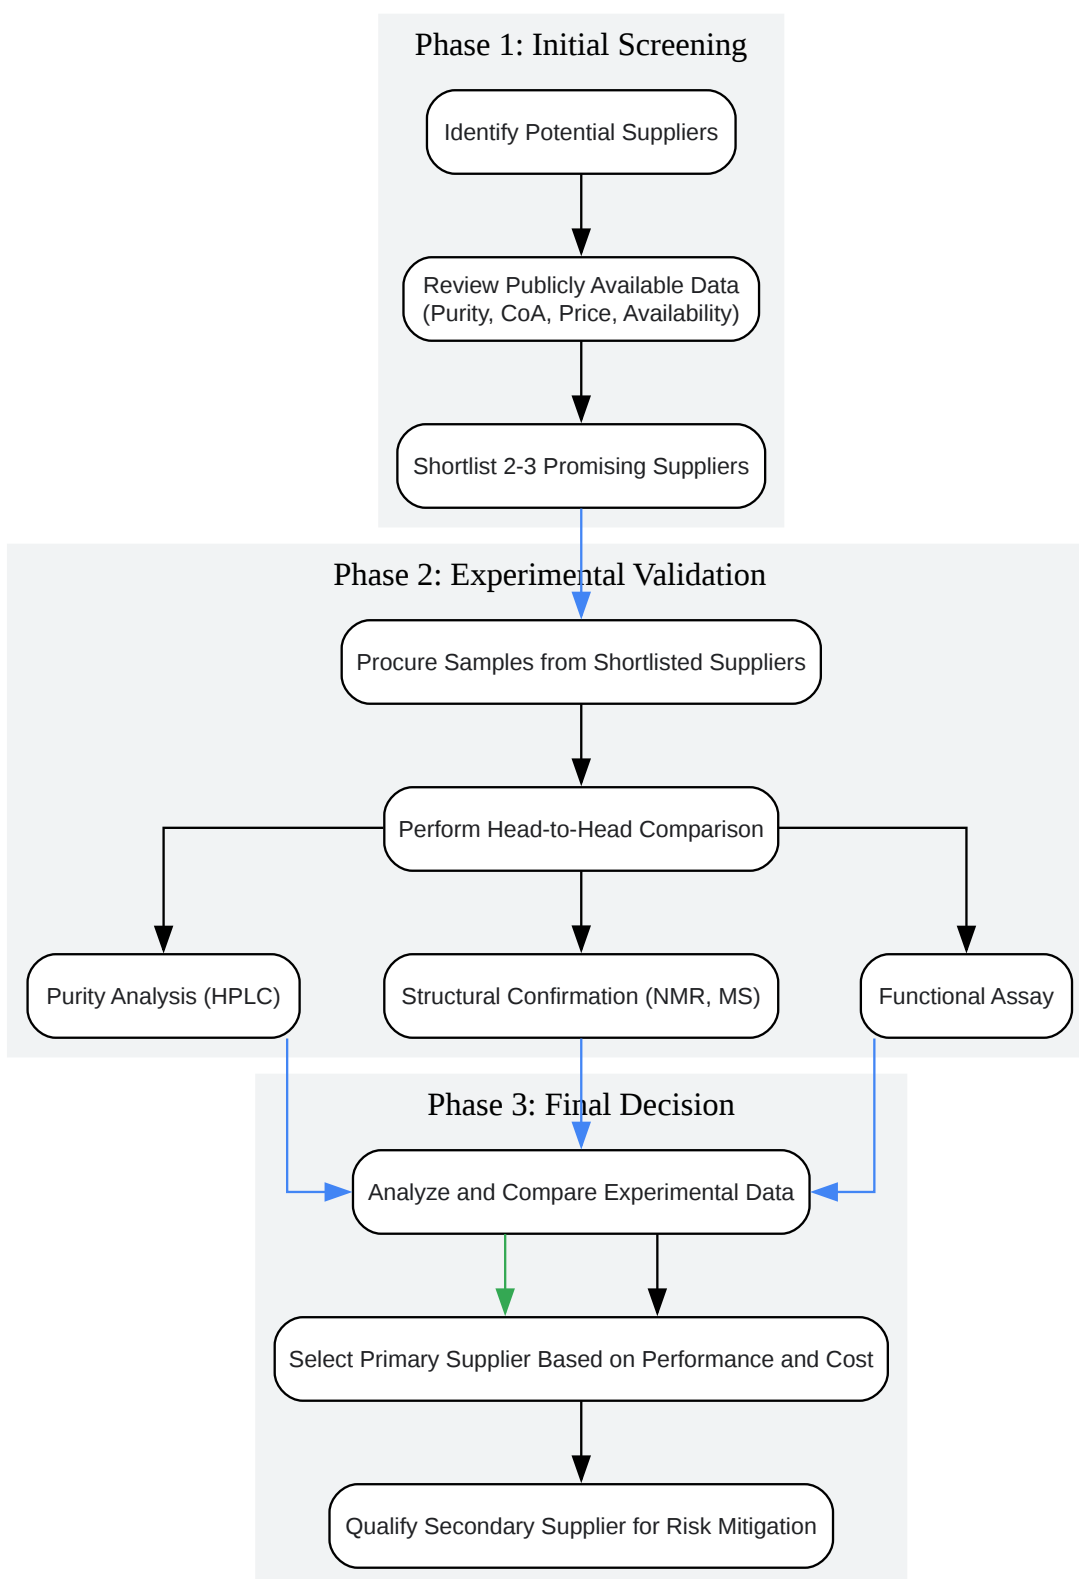 Phase 1: Initial Screening
Identify Potential Suppliers
Review Publicly Available Data
(Purity, CoA, Price, Availability)
Shortlist 2-3 Promising Suppliers
Phase 2: Experimental Validation
Procure Samples from Shortlisted Suppliers
Perform Head-to-Head Comparison
Purity Analysis (HPLC)
Structural Confirmation (NMR, MS)
Functional Assay
Phase 3: Final Decision
Analyze and Compare Experimental Data
Select Primary Supplier Based on Performance and Cost
Qualify Secondary Supplier for Risk Mitigation